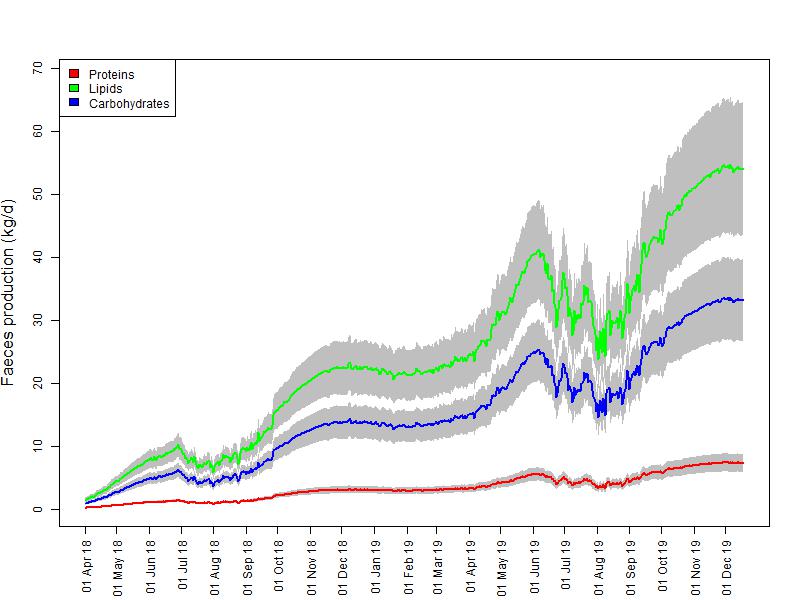 Proteins
Lipids
Carbohydrates
Faeces production (kg/d)
70
60
50
40
30
20
10
0
01 Apr 18
01 May 18
01 Jun 18
01 Jul 18
01 Aug 18
01 Sep 18
01 Oct 18
01 Nov 18
01 Dec 18
01 Jan 19
01 Feb 19
01 Mar 19
01 Apr 19
01 May 19
01 Jun 19
01 Jul 19
01 Aug 19
01 Sep 19
01 Oct 19
01 Nov 19
01 Dec 19